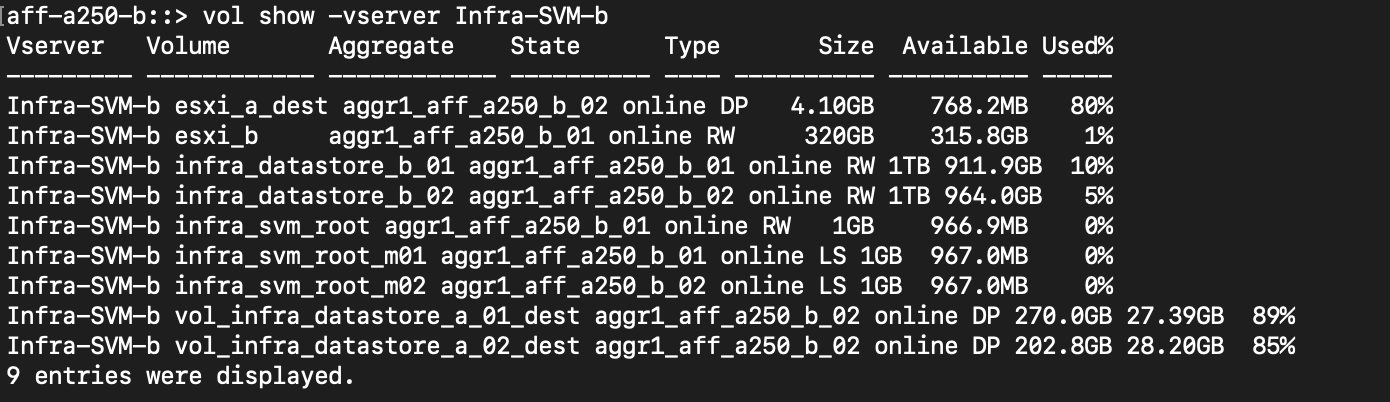 [aff-a250-b::> vol show -vserver Infra-SVM-b
Vserver   Volume       Aggregate    State      Type       Size  Available Used%
--------- ------------ ------------ ---------- ---- ---------- ---------- -----
Infra-SVM-b esxi_a_dest aggr1_aff_a250_b_02 online DP   4.10GB    768.2MB   80%
Infra-SVM-b esxi_b     aggr1_aff_a250_b_01 online RW     320GB    315.8GB    1%
Infra-SVM-b infra_datastore_b_01 aggr1_aff_a250_b_01 online RW 1TB 911.9GB  10%
Infra-SVM-b infra_datastore_b_02 aggr1_aff_a250_b_02 online RW 1TB 964.0GB   5%
Infra-SVM-b infra_svm_root aggr1_aff_a250_b_01 online RW   1GB    966.9MB    0%
Infra-SVM-b infra_svm_root_m01 aggr1_aff_a250_b_01 online LS 1GB  967.0MB    0%
Infra-SVM-b infra_svm_root_m02 aggr1_aff_a250_b_02 online LS 1GB  967.0MB    0%
Infra-SVM-b vol_infra_datastore_a_01_dest aggr1_aff_a250_b_02 online DP 270.0GB 27.39GB  89%
Infra-SVM-b vol_infra_datastore_a_02_dest aggr1_aff_a250_b_02 online DP 202.8GB 28.20GB  85%
9 entries were displayed.